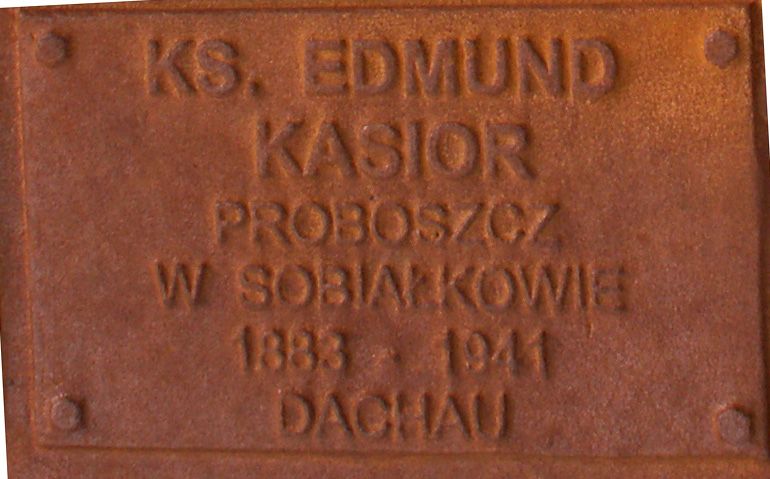 KS. EDMUND
KASIOR
PROBOSZCZ
W SOBIAŁKOWIE
1883 - 1941
DACHAU